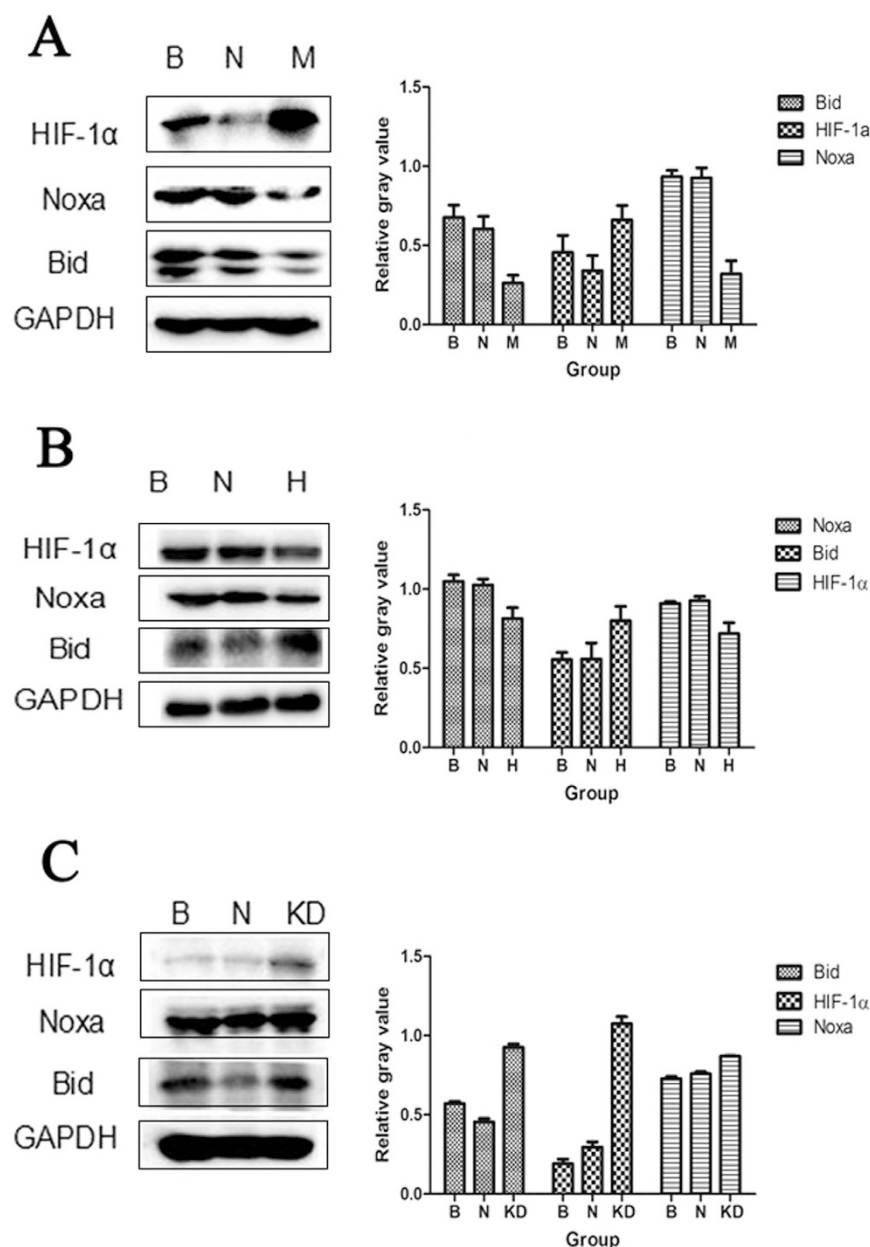 A
B N M
HIF-1α
Noxa
Bid
GAPDH
Relative gray value
1.5
1.0
0.5
0.0
B N M B N M B N M
Group
Bid
HIF-1a
Noxa
B
B N H
HIF-1α
Noxa
Bid
GAPDH
Relative gray value
1.5
1.0
0.5
0.0
B N H B N H B N H
Group
Noxa
Bid
HIF-1α
C
B N KD
HIF-1α
Noxa
Bid
GAPDH
Relative gray value
1.5
1.0
0.5
0.0
B N KD B N KD B N KD
Group
Bid
HIF-1α
Noxa